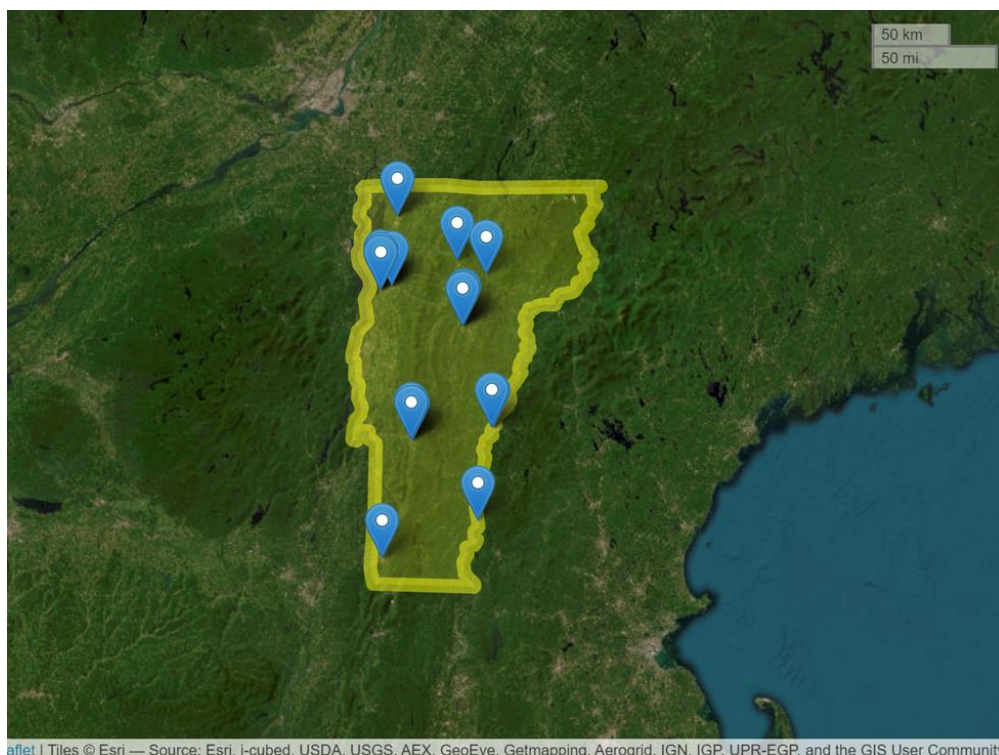 50 km
50 mi
aflet | Tiles © Esri — Source: Esri, i-cubed, USDA, USGS, AEX, GeoEye, Getmapping, Aerogrid, IGN, IGP, UPR-EGP, and the GIS User Community